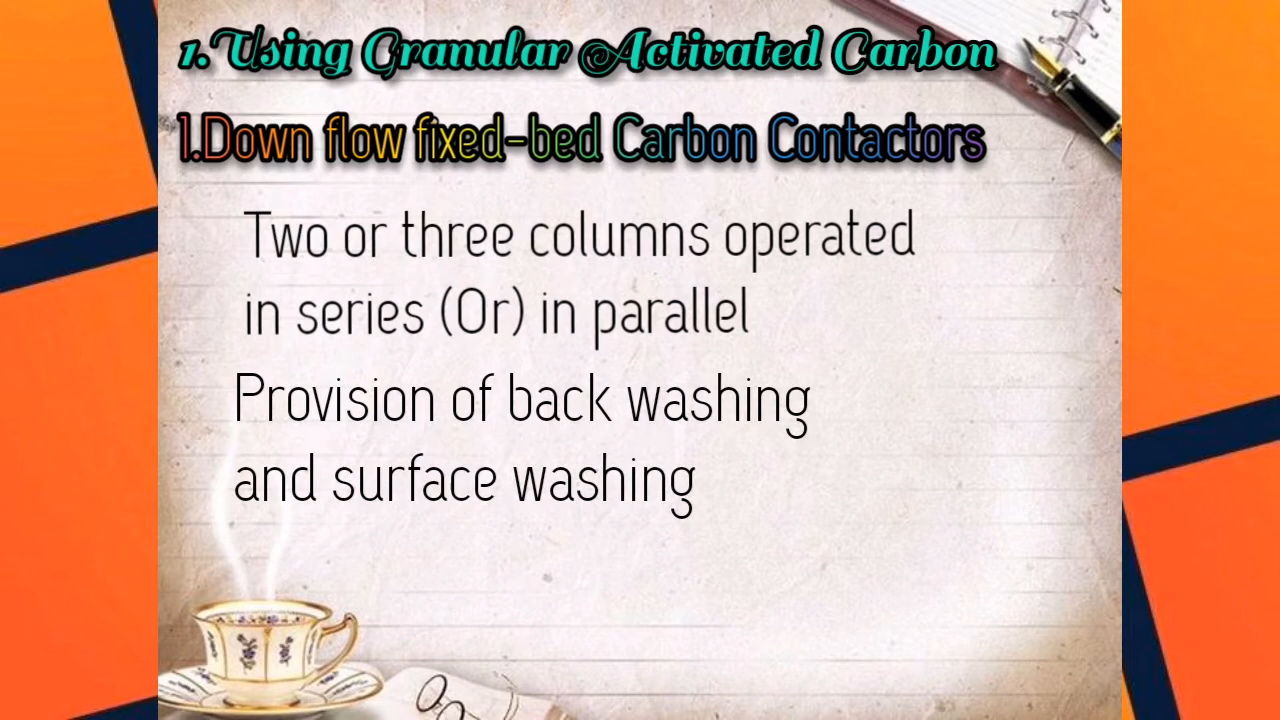 1. Using Granular Activated Carbon
1.Down flow fixed-bed Carbon Contactors
Two or three columns operated
in series (Or) in parallel
Provision of back washing
and surface washing